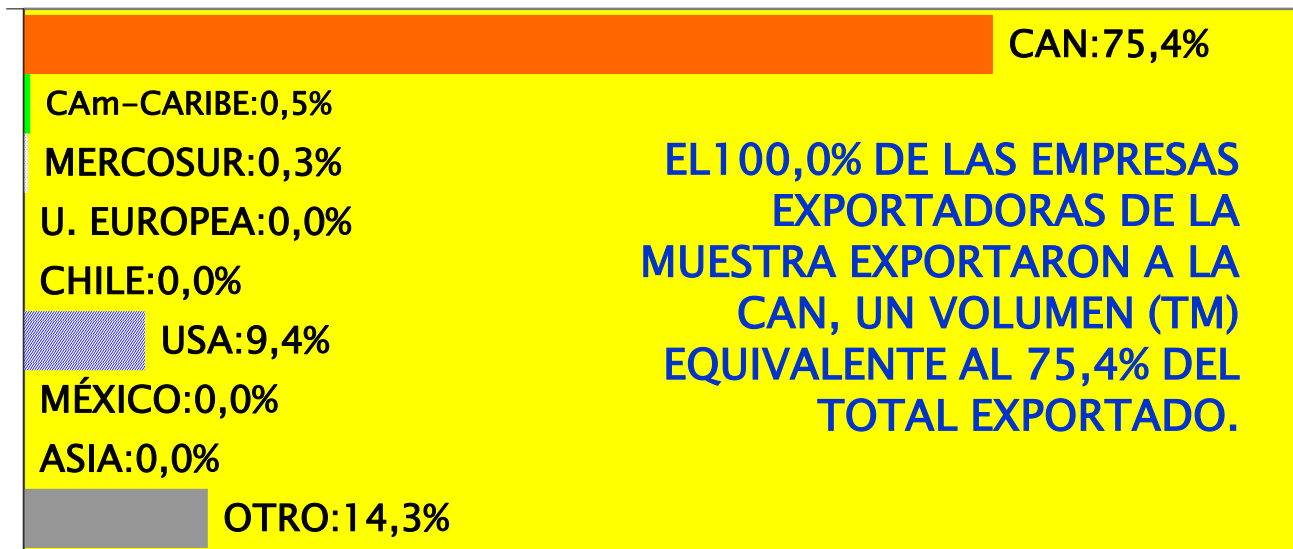 CAN:75,4%
CAm-CARIBE:0,5%
MERCOSUR:0,3%
U. EUROPEA:0,0%
CHILE:0,0%
USA:9,4%
MÉXICO:0,0%
ASIA:0,0%
OTRO:14,3%
EL100,0% DE LAS EMPRESAS
EXPORTADORAS DE LA
MUESTRA EXPORTARON A LA
CAN, UN VOLUMEN (TM)
EQUIVALENTE AL 75,4% DEL
TOTAL EXPORTADO.